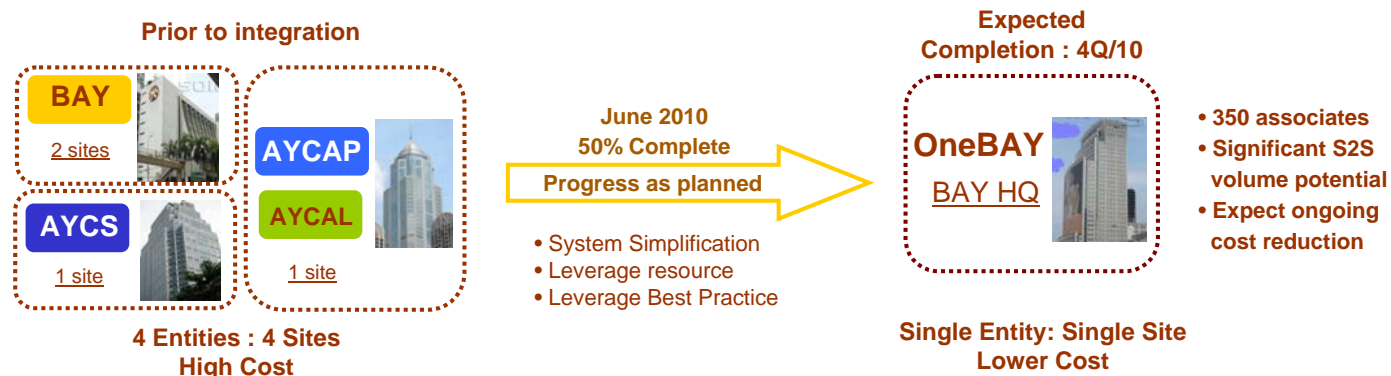 Prior to integration
BAY
2 sites
AYCS
1 site
AYCAP
AYCAL
1 site
4 Entities : 4 Sites
High Cost
June 2010
50% Complete
Progress as planned
• System Simplification
• Leverage resource
• Leverage Best Practice
Expected
Completion : 4Q/10
OneBAY
BAY HQ
Single Entity: Single Site
Lower Cost
• 350 associates
• Significant S2S
volume potential
• Expect ongoing
cost reduction